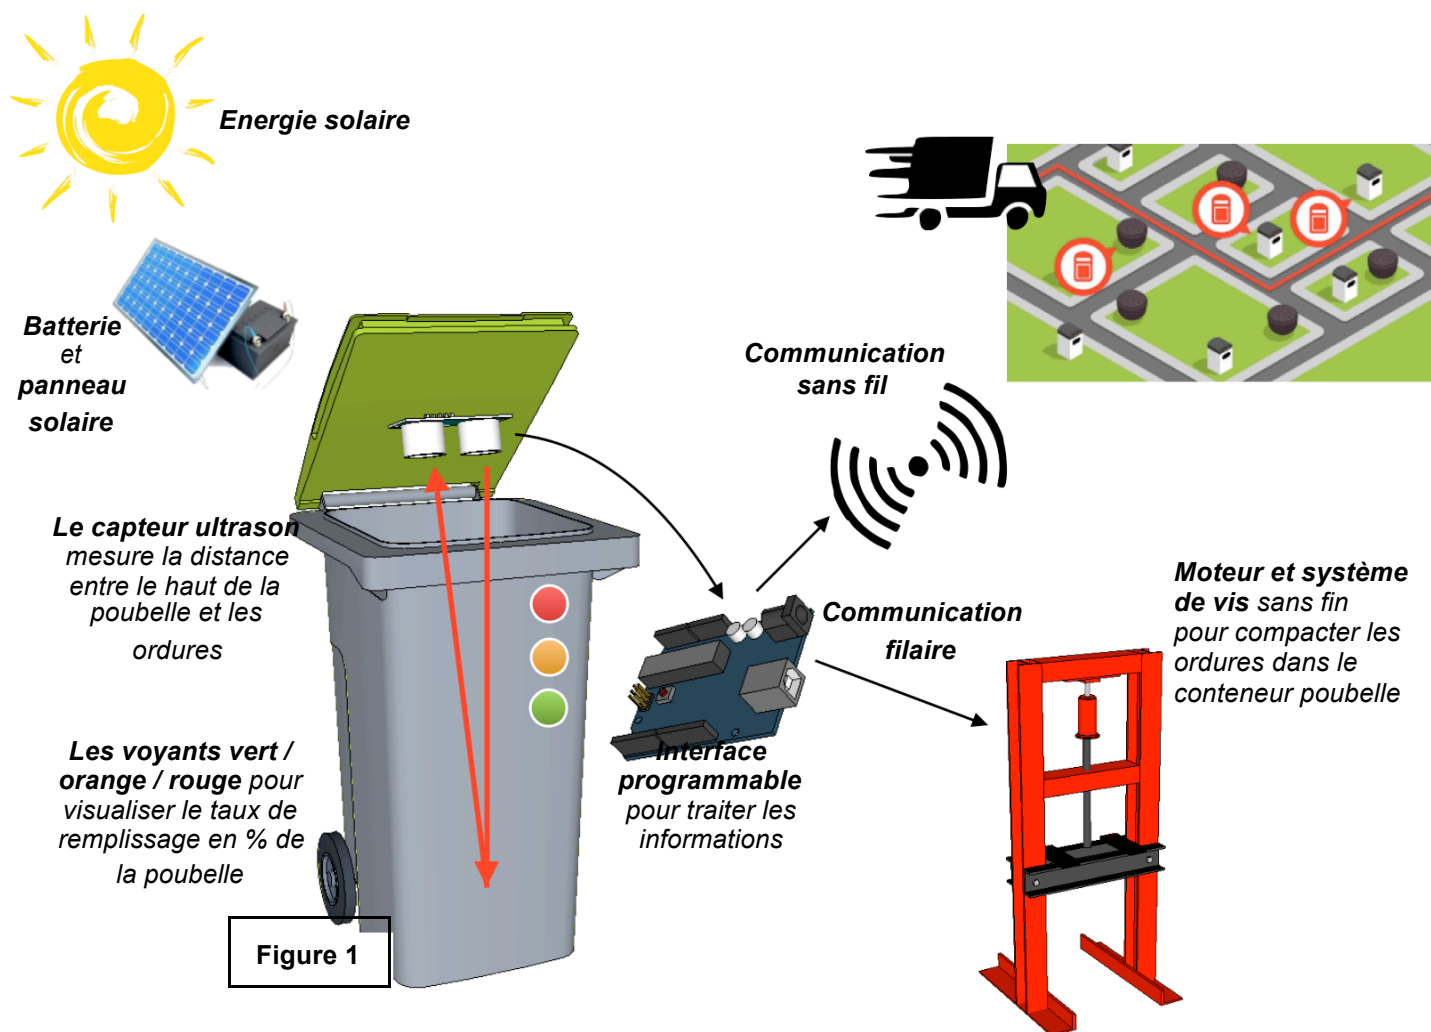 Energie solaire
Batterie
et
panneau
solaire
Communication
sans fil
Le capteur ultrason
mesure la distance
entre le haut de la
poubelle et les
ordures
Communication
filaire
Moteur et système
de vis sans fin
pour compacter les
ordures dans le
conteneur poubelle
Les voyants vert /
orange / rouge pour
visualiser le taux de
remplissage en % de
la poubelle
Interface
programmable
pour traiter les
informations
Figure 1